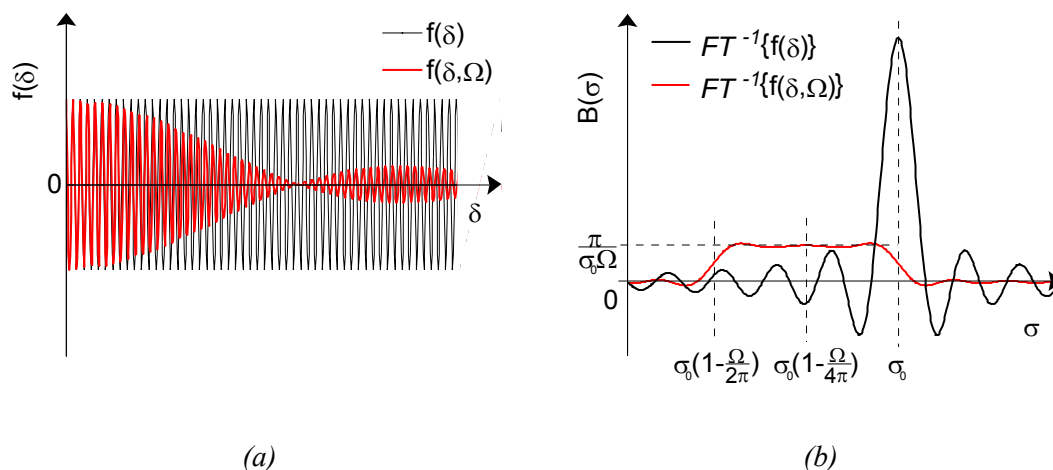 f(δ)
f(δ,Ω)
f(δ)
0
δ
(a)
FT⁻¹{f(δ)}
FT⁻¹{f(δ,Ω)}
B(σ)
π/σ₀Ω
0
σ
σ₀(1-Ω/2π)
σ₀(1-Ω/4π)
σ₀
(b)